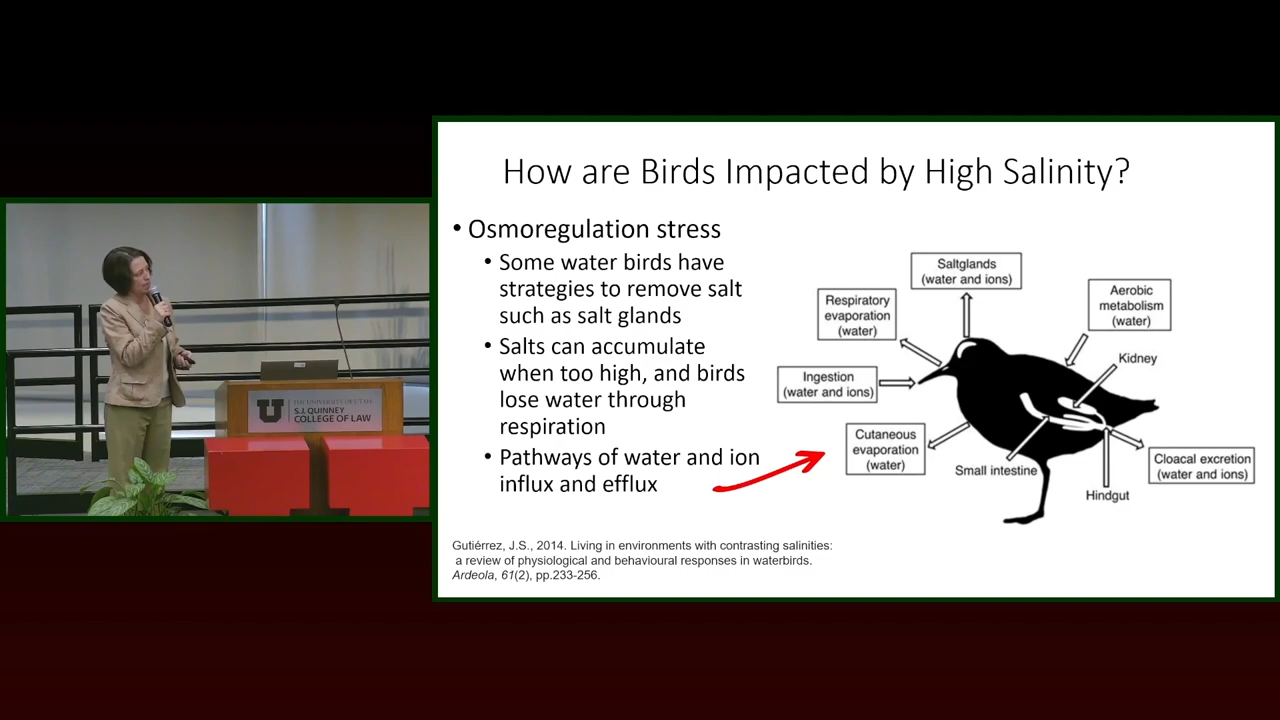 How are Birds Impacted by High Salinity?
• Osmoregulation stress
• Some water birds have
strategies to remove salt
such as salt glands
• Salts can accumulate
when too high, and birds
lose water through
respiration
• Pathways of water and ion
influx and efflux
Saltglands
(water and ions)
Respiratory
evaporation
(water)
Aerobic
metabolism
(water)
Kidney
Ingestion
(water and ions)
Cutaneous
evaporation
(water)
Small intestine
Cloacal excretion
(water and ions)
Hindgut
Gutiérrez, J.S., 2014. Living in environments with contrasting salinities:
a review of physiological and behavioural responses in waterbirds.
Ardeola, 61(2), pp.233-256.
U
THE UNIVERSITY OF UTAH
S.J. QUINNEY
COLLEGE OF LAW